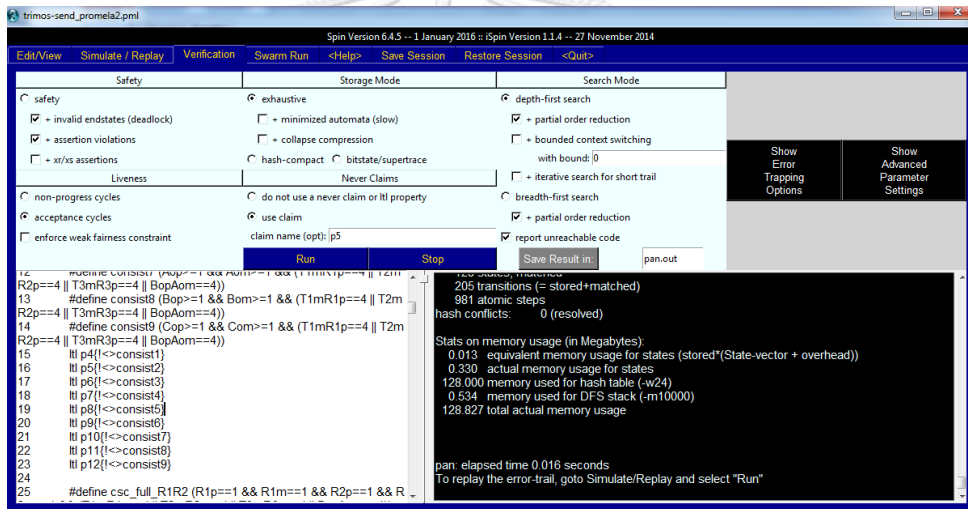 trimos-send_promela2.pml
Spin Version 6.4.5 -- 1 January 2016 :: iSpin Version 1.1.4 -- 27 November 2014
Edit/View Simulate / Replay Verification Swarm Run <Help> Save Session Restore Session <Quit>
Safety Storage Mode Search Mode
safety exhaustive depth-first search
+ invalid endstates (deadlock) + minimized automata (slow) + partial order reduction
+ assertion violations + collapse compression + bounded context switching
+ xr/xs assertions hash-compact bitstate/supertrace with bound: 0
Liveness Never Claims + iterative search for short trail
non-progress cycles do not use a never claim or ltl property breadth-first search
acceptance cycles use claim + partial order reduction
enforce weak fairness constraint claim name (opt): p5 report unreachable code
Run Stop Save Result in: pan.out
Show Error Trapping Options
Show Advanced Parameter Settings
12 #define consist7 (Aop>=1 && Aom>=1 && (T1mR1p==4 || T2m
R2p==4 || T3mR3p==4 || BopAom==4))
13 #define consist8 (Bop>=1 && Bom>=1 && (T1mR1p==4 || T2m
R2p==4 || T3mR3p==4 || BopAom==4))
14 #define consist9 (Cop>=1 && Com>=1 && (T1mR1p==4 || T2m
R2p==4 || T3mR3p==4 || BopAom==4))
15 ltl p4{!<>consist1}
16 ltl p5{!<>consist2}
17 ltl p6{!<>consist3}
18 ltl p7{!<>consist4}
19 ltl p8{!<>consist5}
20 ltl p9{!<>consist6}
21 ltl p10{!<>consist7}
22 ltl p11{!<>consist8}
23 ltl p12{!<>consist9}
24
25 #define csc_full_R1R2 (R1p==1 && R1m==1 && R2p==1 && R
states, matched
205 transitions (= stored+matched)
981 atomic steps
hash conflicts: 0 (resolved)
Stats on memory usage (in Megabytes):
0.013 equivalent memory usage for states (stored*(State-vector + overhead))
0.330 actual memory usage for states
128.000 memory used for hash table (-w24)
0.534 memory used for DFS stack (-m10000)
128.827 total actual memory usage
pan: elapsed time 0.016 seconds
To replay the error-trail, goto Simulate/Replay and select "Run"